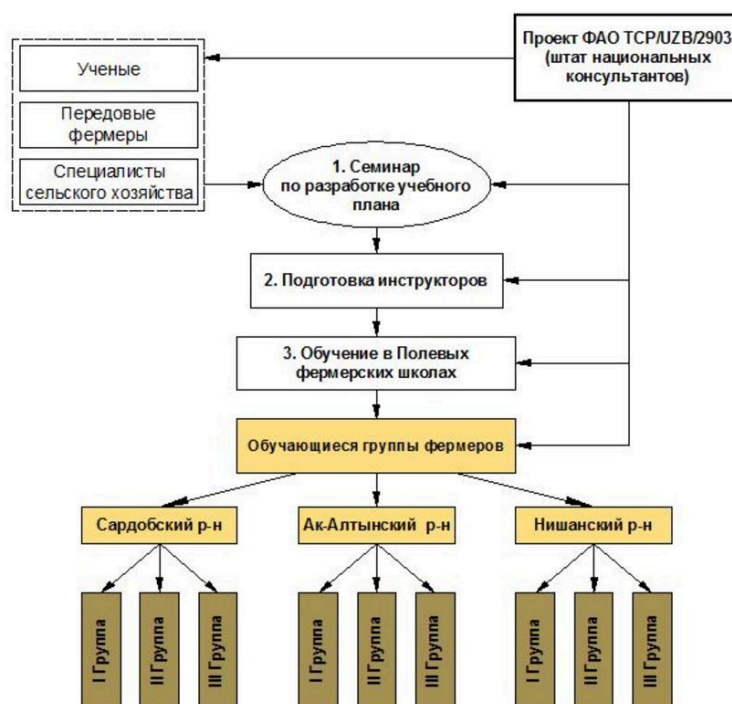 Проект ФАО TCP/UZB/2903
(штат национальных
консультантов)
Ученые
Передовые
фермеры
Специалисты
сельского хозяйства
1. Семинар
по разработке учебного
плана
2. Подготовка инструкторов
3. Обучение в Полевых
фермерских школах
Обучающиеся группы фермеров
Сардобский р-н
Ак-Алтынский р-н
Нишанский р-н
I Группа
II Группа
III Группа
I Группа
II Группа
III Группа
I Группа
II Группа
III Группа